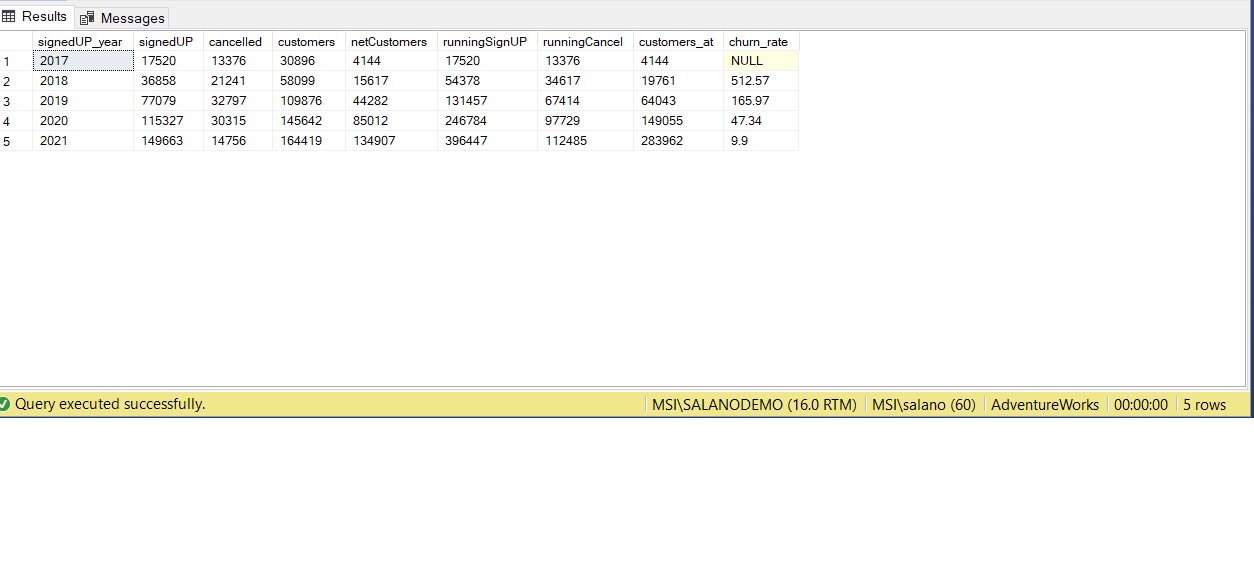 Results Messages
signedUP_year signedUP cancelled customers netCustomers runningSignUP runningCancel customers_at churn_rate
1 2017 17520 13376 30896 4144 17520 13376 4144 NULL
2 2018 36858 21241 58099 15617 54378 34617 19761 512.57
3 2019 77079 32797 109876 44282 131457 67414 64043 165.97
4 2020 115327 30315 145642 85012 246784 97729 149055 47.34
5 2021 149663 14756 164419 134907 396447 112485 283962 9.9
Query executed successfully. MSI\SALANODEMO (16.0 RTM) MSI\salano (60) AdventureWorks 00:00:00 5 rows